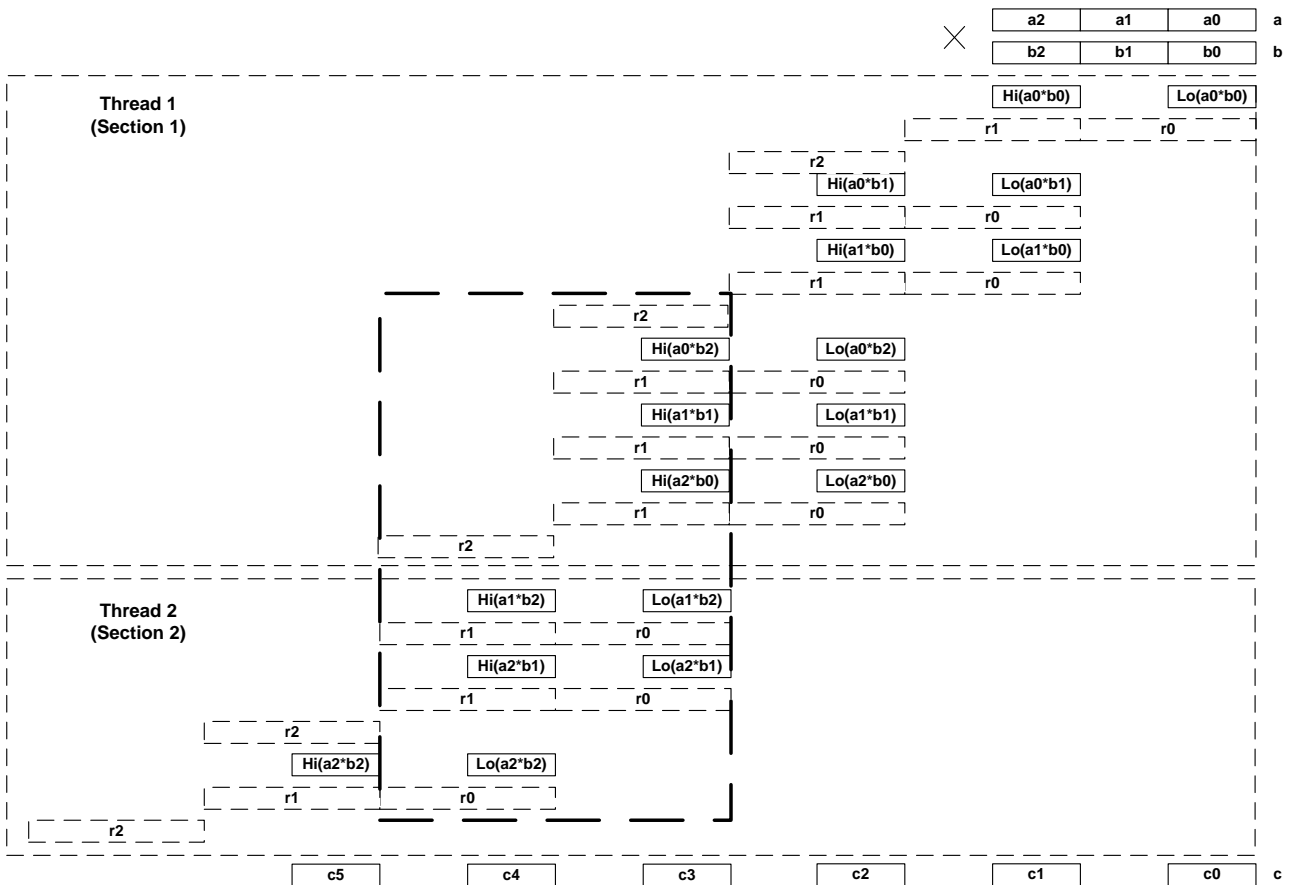 a2 a1 a0 a
b2 b1 b0 b
Thread 1
(Section 1)
Hi(a0*b0) Lo(a0*b0)
r1 r0
r2
Hi(a0*b1) Lo(a0*b1)
r1 r0
Hi(a1*b0) Lo(a1*b0)
r1 r0
r2
Hi(a0*b2) Lo(a0*b2)
r1 r0
Hi(a1*b1) Lo(a1*b1)
r1 r0
Hi(a2*b0) Lo(a2*b0)
r1 r0
r2
Thread 2
(Section 2)
Hi(a1*b2) Lo(a1*b2)
r1 r0
Hi(a2*b1) Lo(a2*b1)
r1 r0
r2
Hi(a2*b2) Lo(a2*b2)
r1 r0
r2
c5 c4 c3 c2 c1 c0 c